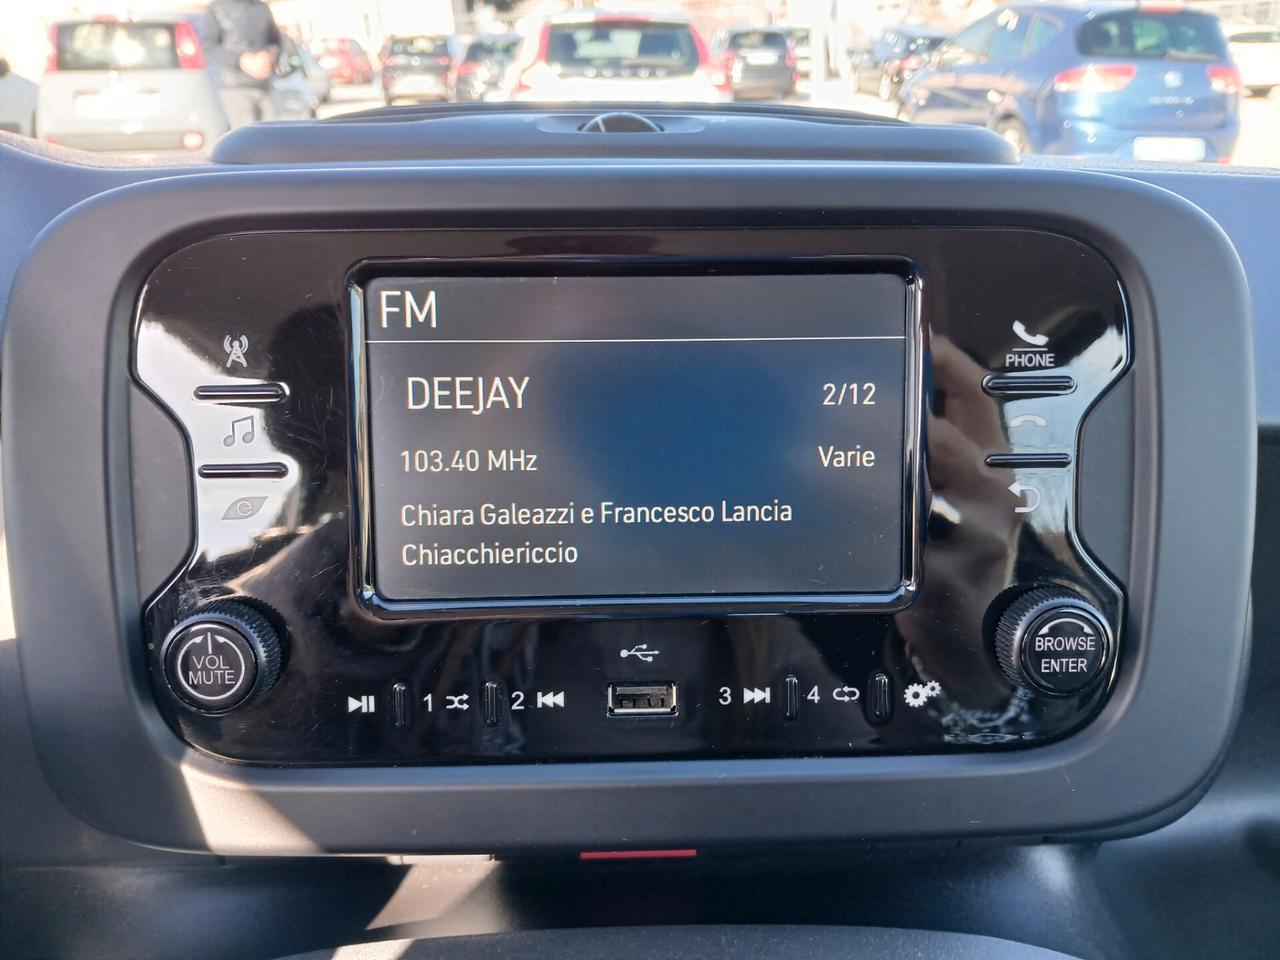 FM
DEEJAY
2/12
103.40 MHz
Varie
Chiara Galeazzi e Francesco Lancia
Chiacchiericcio
PHONE
VOL
MUTE
BROWSE
ENTER
1
2
3
4
e